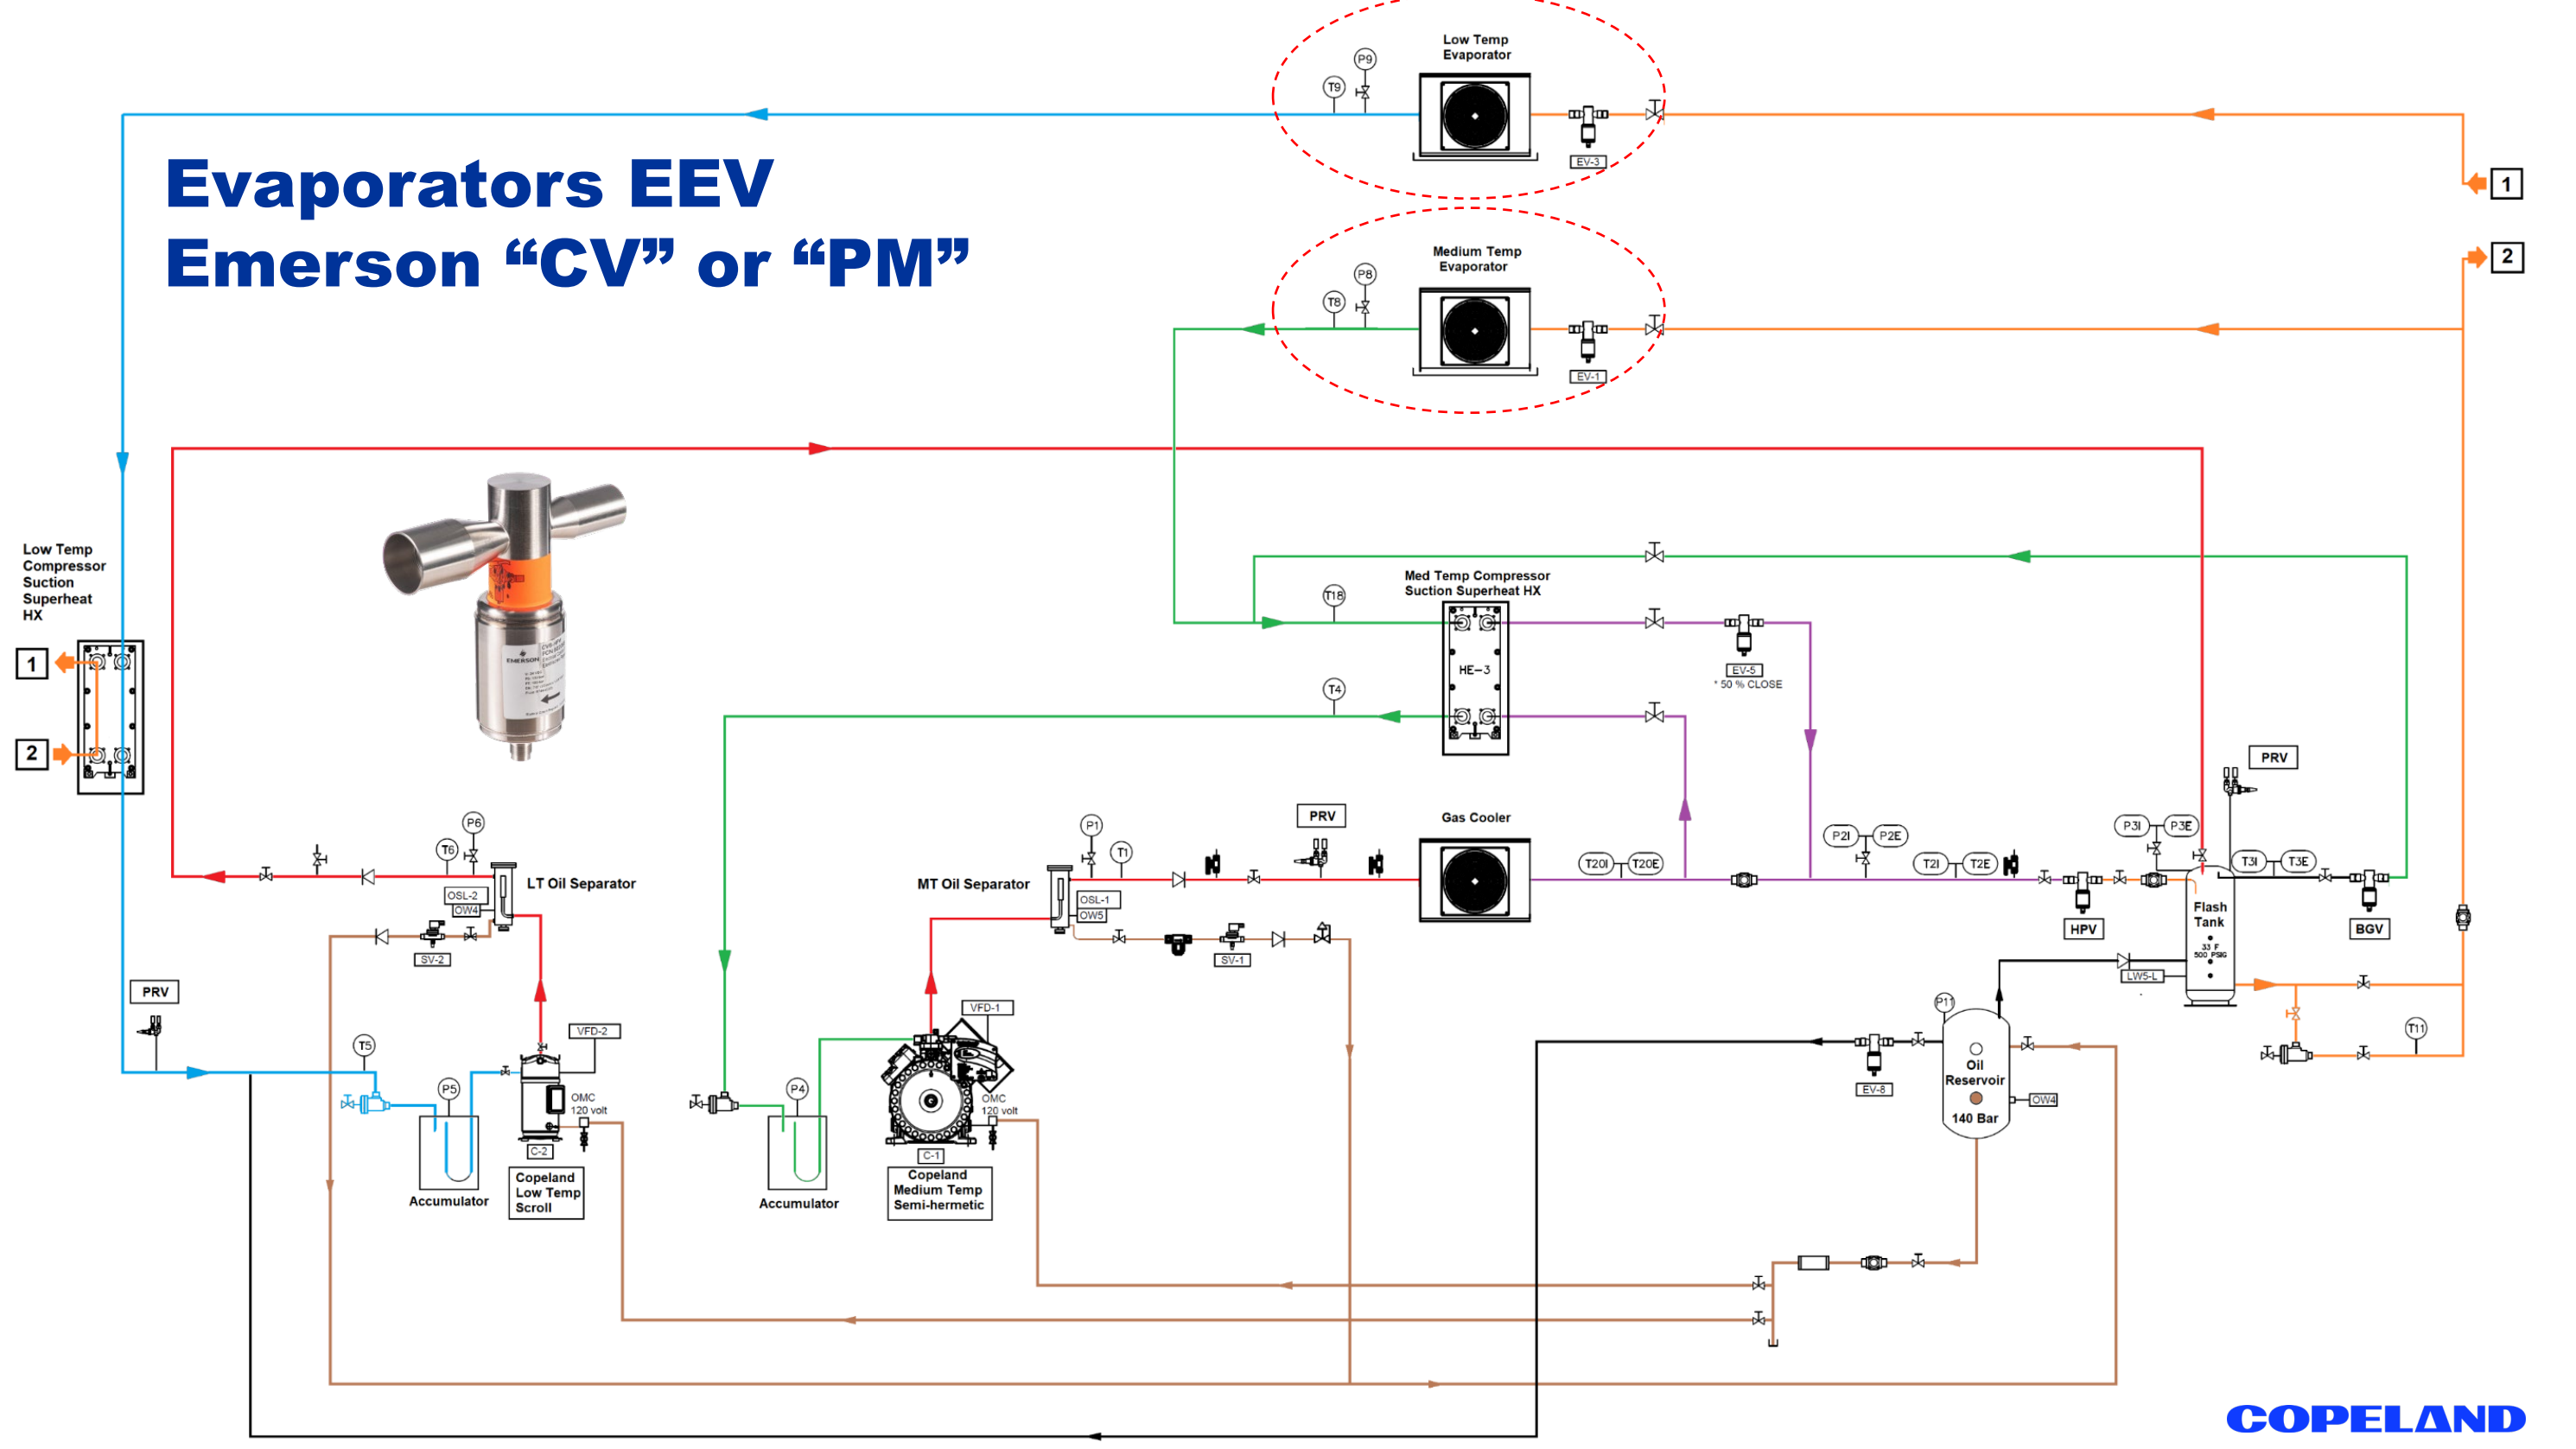 Low Temp
Evaporator
P9
T9
EV-3
1
Evaporators EEV
Emerson “CV” or “PM”
2
Medium Temp
Evaporator
P8
T8
EV-1
Low Temp
Compressor
Suction
Superheat
HX
1
2
EMERSON
Med Temp Compressor
Suction Superheat HX
T18
HE-3
EV-5
* 50 % CLOSE
T4
PRV
P6
T6
LT Oil Separator
OSL-2
OW4
SV-2
P1
T1
MT Oil Separator
OSL-1
OW5
SV-1
PRV
Gas Cooler
T20I
T20E
P2I
P2E
T2I
T2E
P3I
P3E
T3I
T3E
HPV
BGV
Flash
Tank
33 F
500 PSIG
LW5-L
PRV
T5
VFD-2
P5
OMC
120 volt
C-2
Accumulator
Copeland
Low Temp
Scroll
VFD-1
P4
OMC
120 volt
C-1
Accumulator
Copeland
Medium Temp
Semi-hermetic
P11
EV-8
Oil
Reservoir
140 Bar
OW4
T11
COPELAND